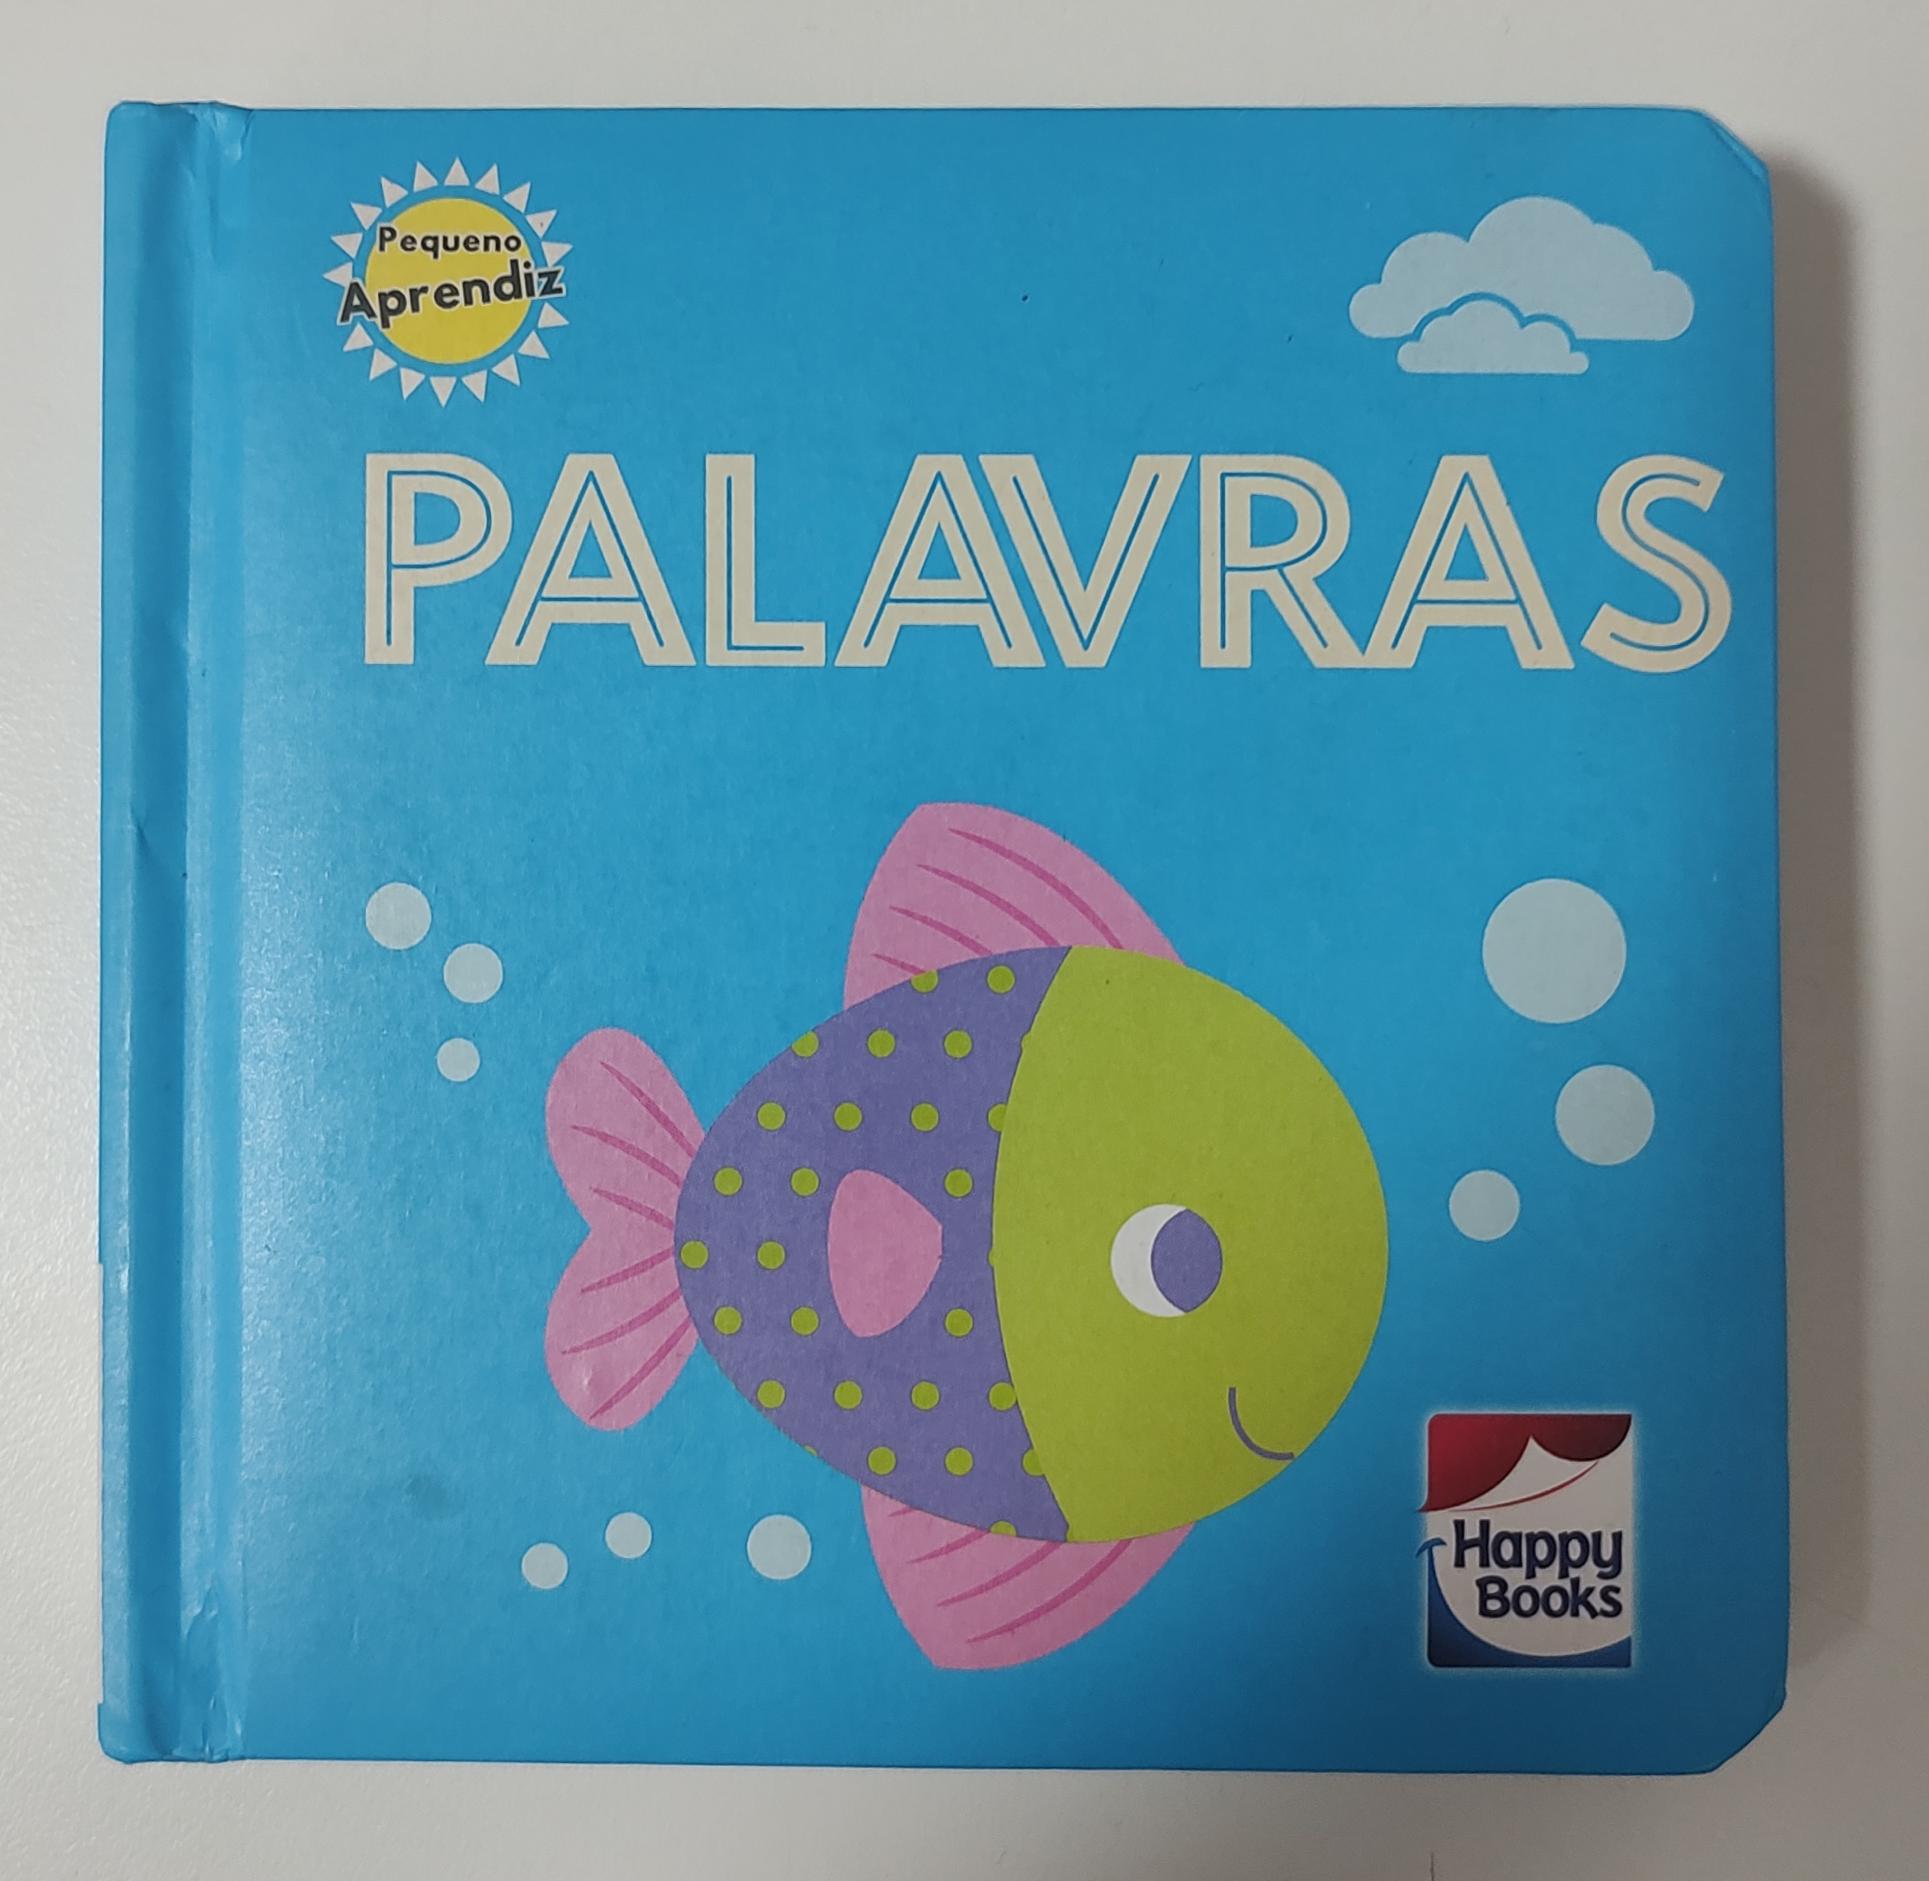 Pequeno
Aprendiz
PALAVRAS
Happy
Books